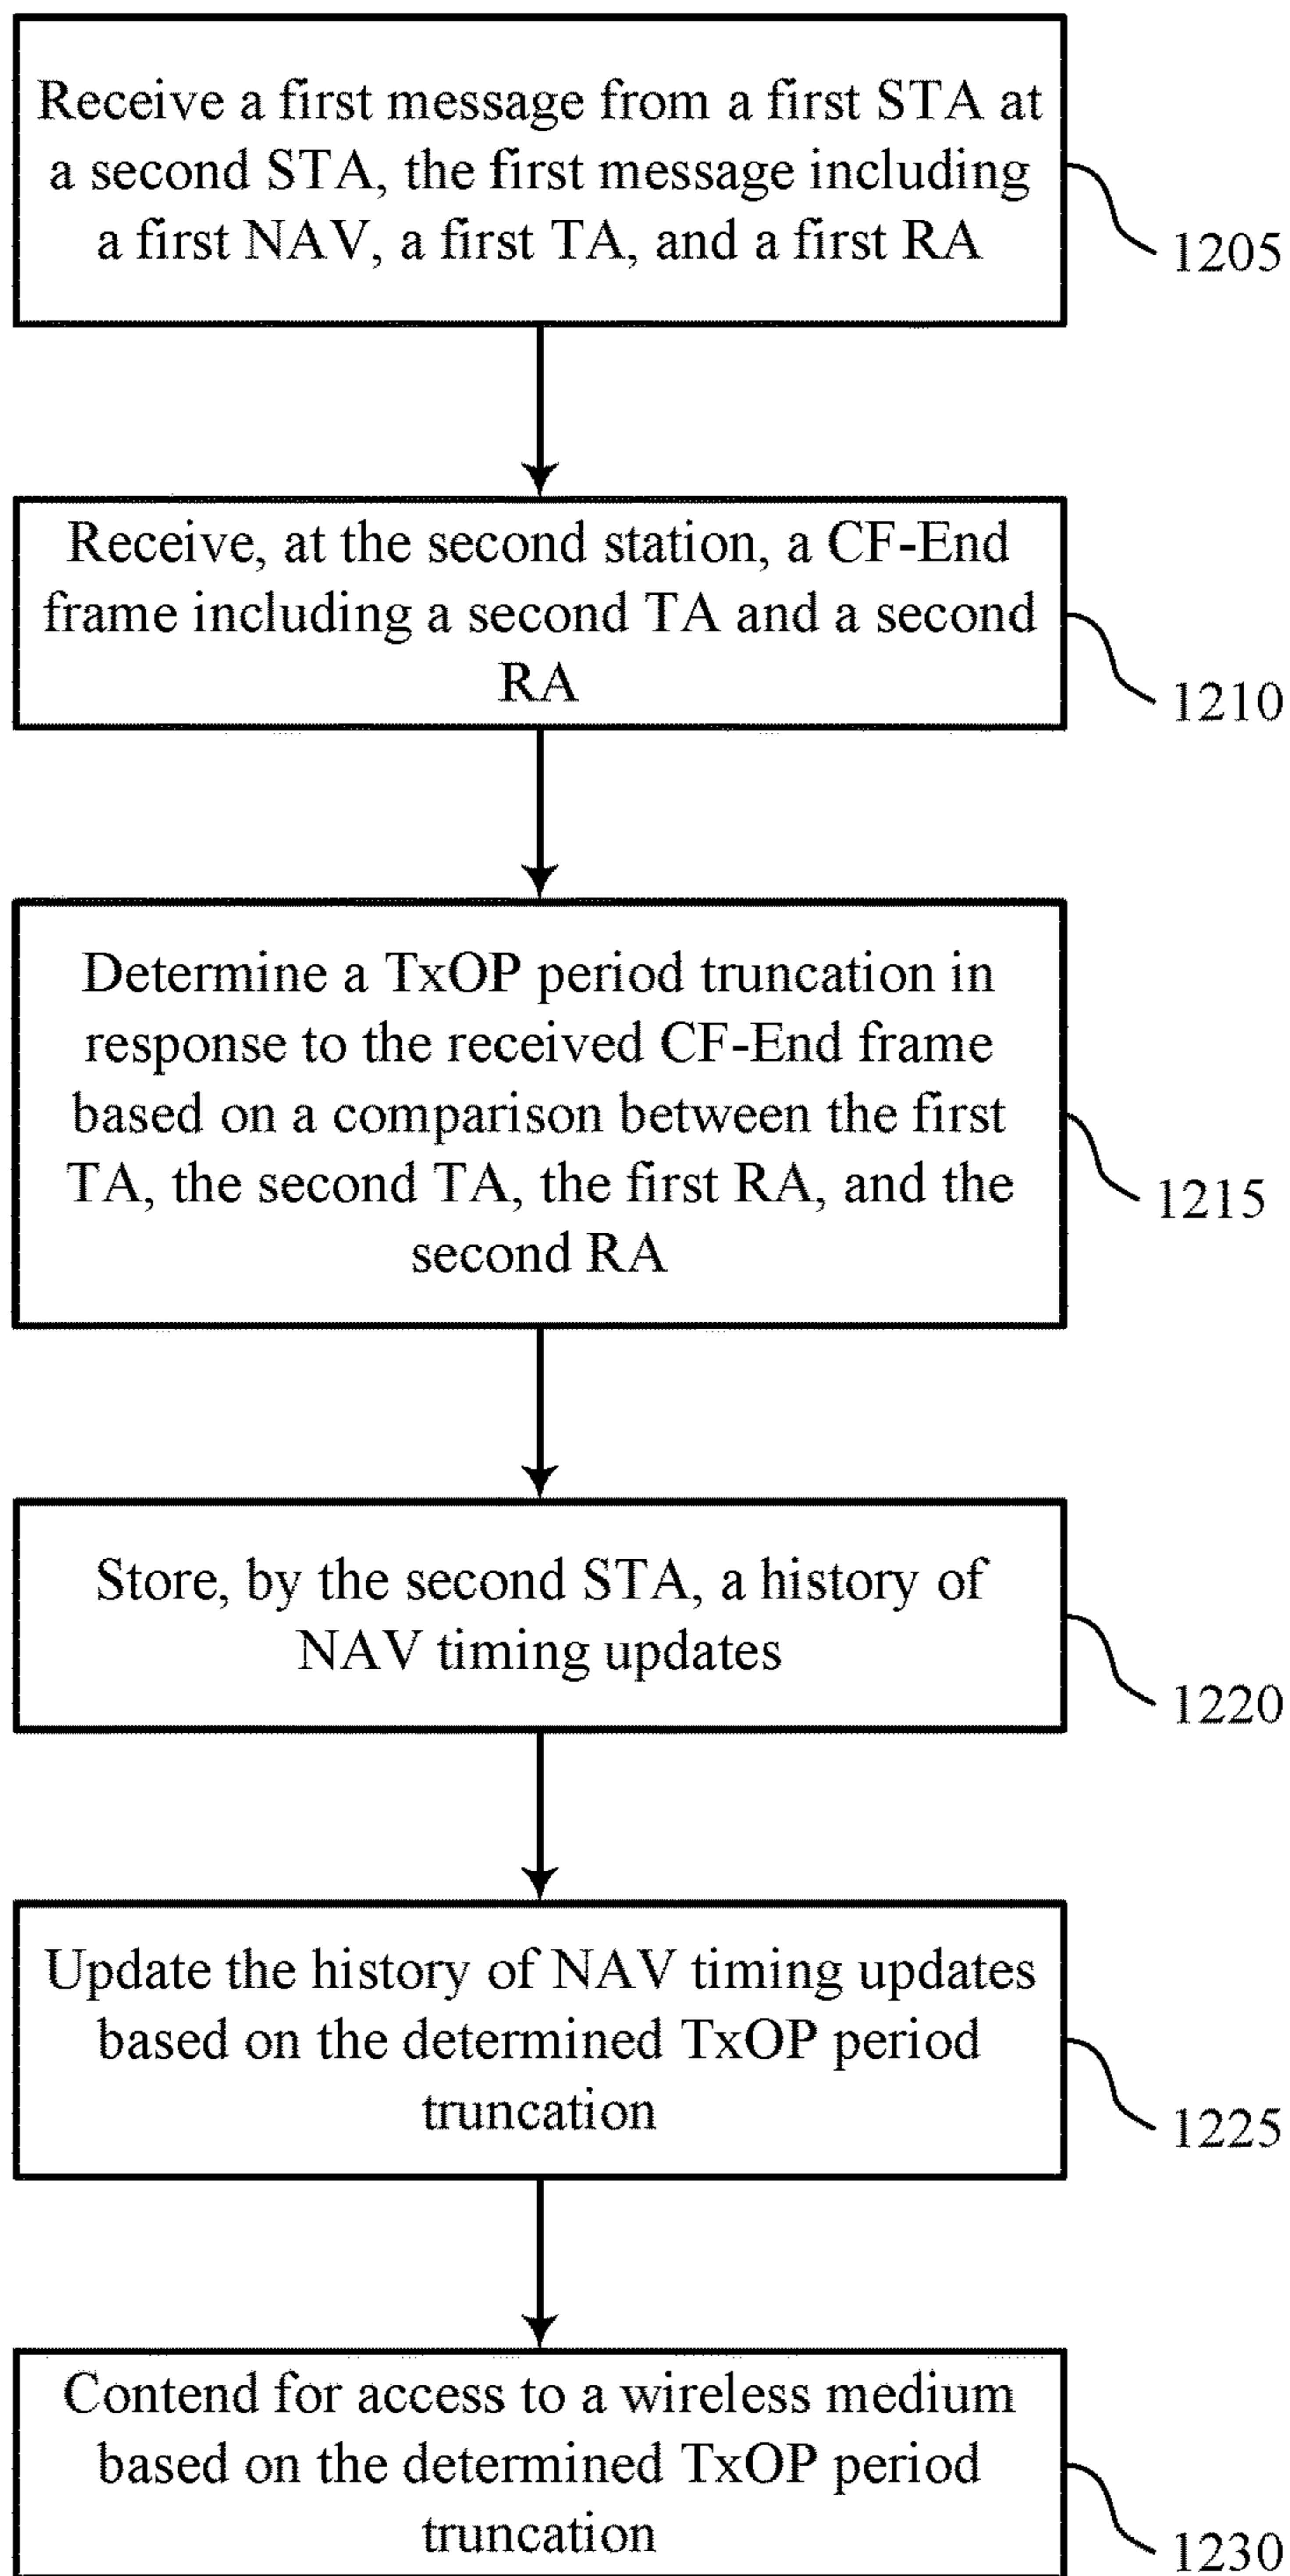 Receive a first message from a first STA at
a second STA, the first message including
a first NAV, a first TA, and a first RA
1205
Receive, at the second station, a CF-End
frame including a second TA and a second
RA
1210
Determine a TxOP period truncation in
response to the received CF-End frame
based on a comparison between the first
TA, the second TA, the first RA, and the
second RA
1215
Store, by the second STA, a history of
NAV timing updates
1220
Update the history of NAV timing updates
based on the determined TxOP period
truncation
1225
Contend for access to a wireless medium
based on the determined TxOP period
truncation
1230